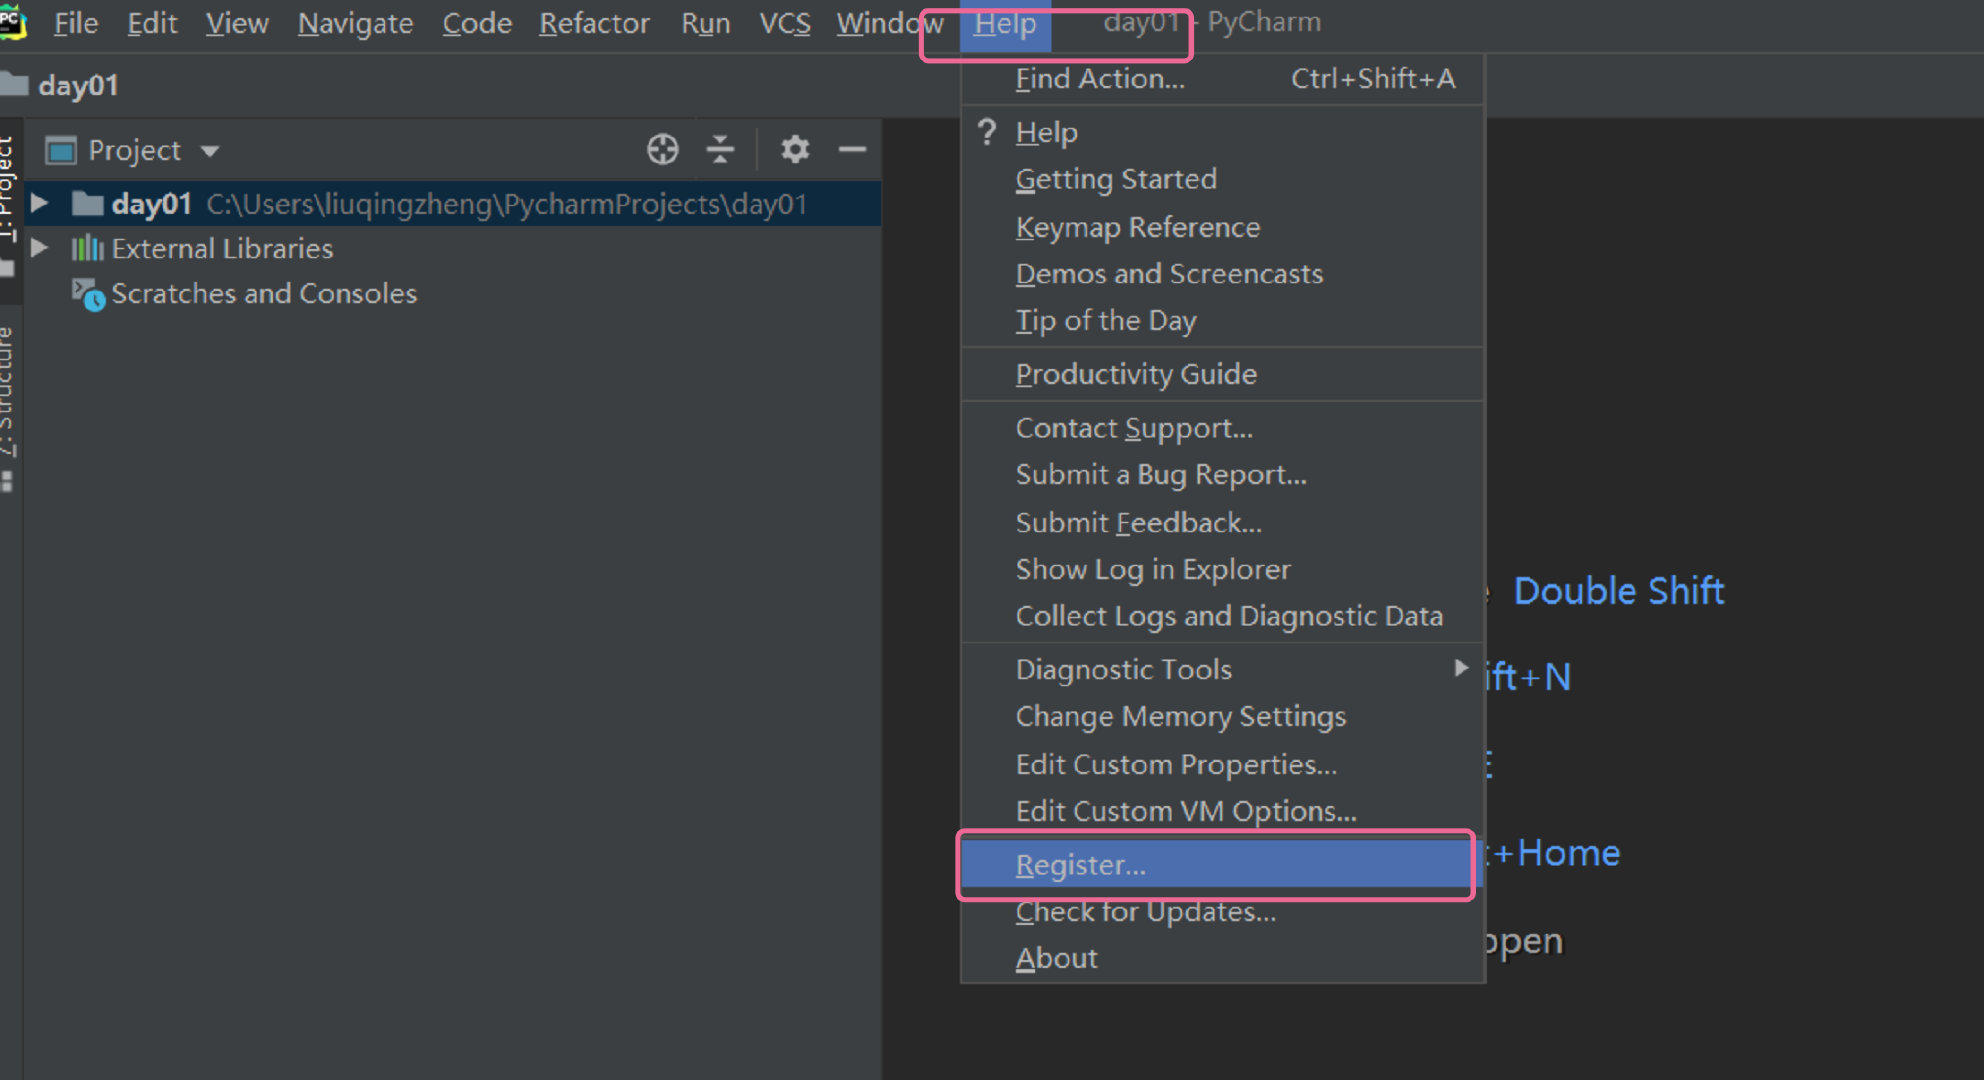 PC File Edit View Navigate Code Refactor Run VCS Window Help day01 - PyCharm
day01
Project
day01 C:\Users\liuqingzheng\PycharmProjects\day01
External Libraries
Scratches and Consoles
1: Project
7: Structure
Find Action... Ctrl+Shift+A
? Help
Getting Started
Keymap Reference
Demos and Screencasts
Tip of the Day
Productivity Guide
Contact Support...
Submit a Bug Report...
Submit Feedback...
Show Log in Explorer
Collect Logs and Diagnostic Data
Diagnostic Tools
Change Memory Settings
Edit Custom Properties...
Edit Custom VM Options...
Register...
Check for Updates...
About
Double Shift
ift+N
E
+Home
open